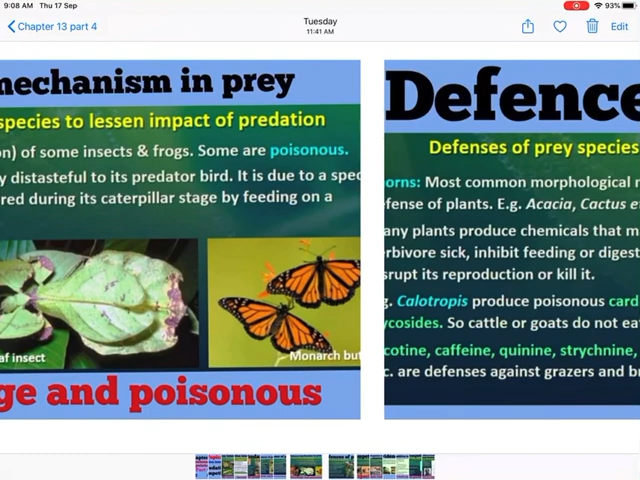 9:08 AM Thu 17 Sep
93%
Chapter 13 part 4
Tuesday
11:41 AM
Edit
mechanism in prey
species to lessen impact of predation
on) of some insects & frogs. Some are poisonous.
y distasteful to its predator bird. It is due to a spec
red during its caterpillar stage by feeding on a
af insect
Monarch but
ge and poisonous
Defence
Defenses of prey species
orns: Most common morphological
efense of plants. E.g. Acacia, Cactus et
any plants produce chemicals that m
erbivore sick, inhibit feeding or digest
srupt its reproduction or kill it.
g. Calotropis produce poisonous card
ycosides. So cattle or goats do not ea
cotine, caffeine, quinine, strychnine,
c. are defenses against grazers and br